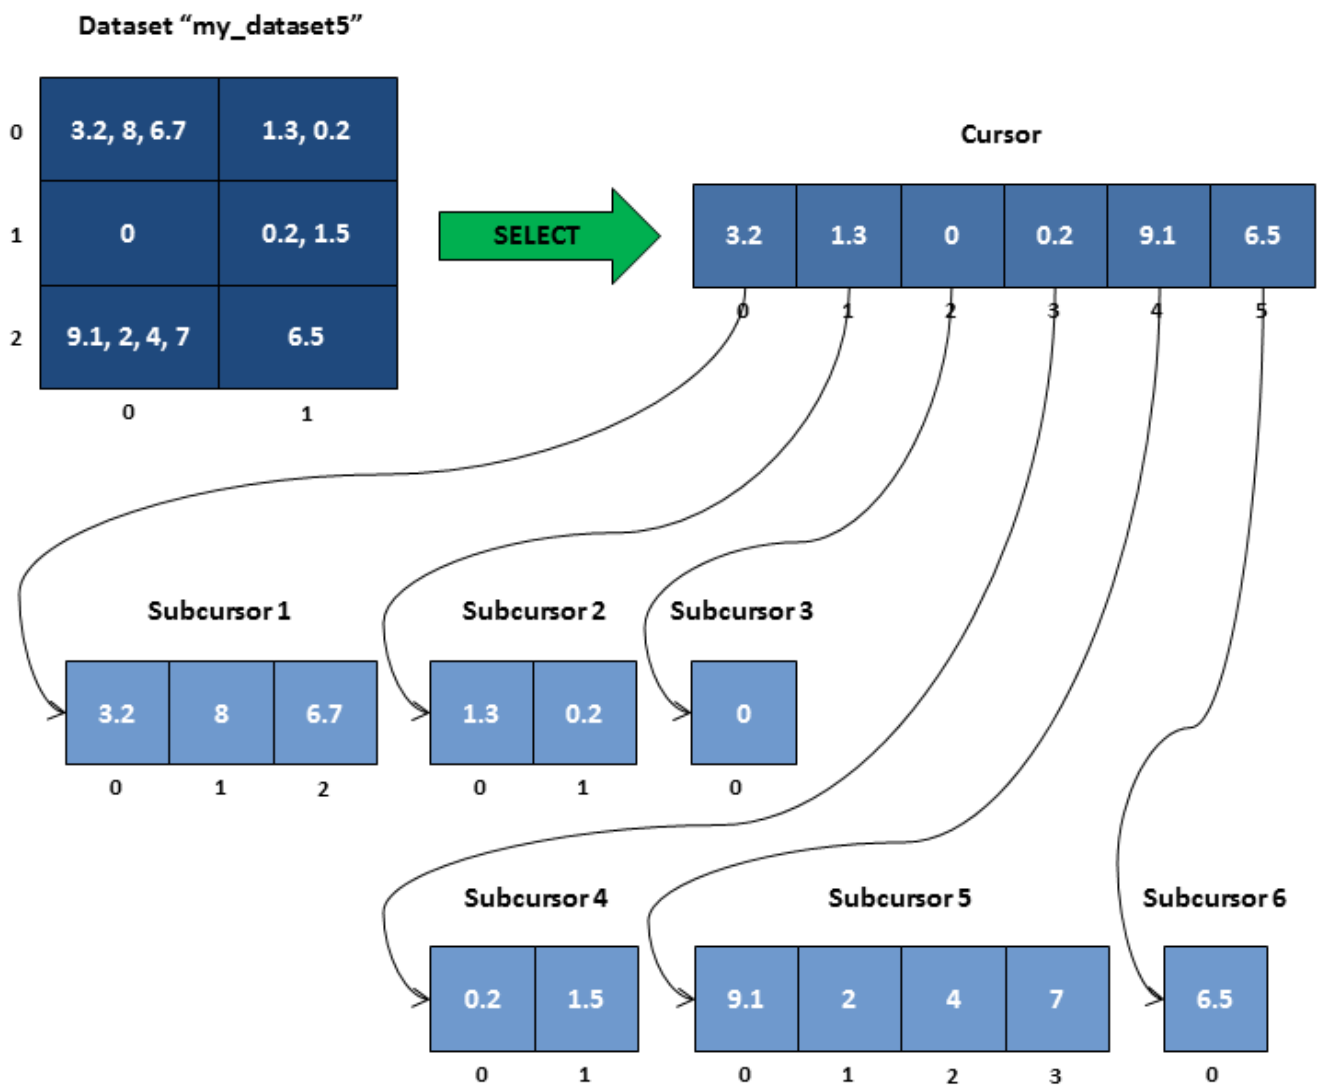 Dataset “my_dataset5”
0 3.2, 8, 6.7 1.3, 0.2
1 0 0.2, 1.5
2 9.1, 2, 4, 7 6.5
0 1
SELECT
Cursor
3.2 1.3 0 0.2 9.1 6.5
0 1 2 3 4 5
Subcursor 1
3.2 8 6.7
0 1 2
Subcursor 2
1.3 0.2
0 1
Subcursor 3
0
0
Subcursor 4
0.2 1.5
0 1
Subcursor 5
9.1 2 4 7
0 1 2 3
Subcursor 6
6.5
0